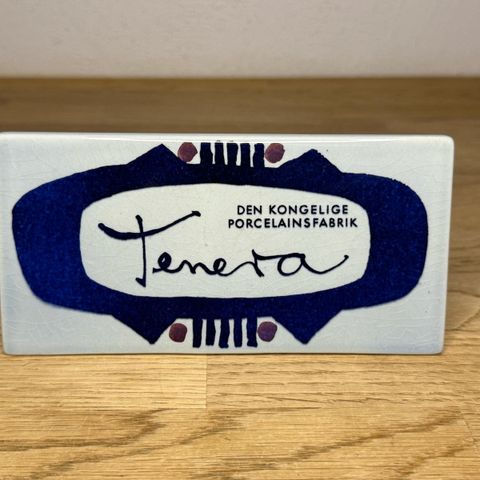 DEN KONGELIGE
PORCELAINSFABRIK
Tenera